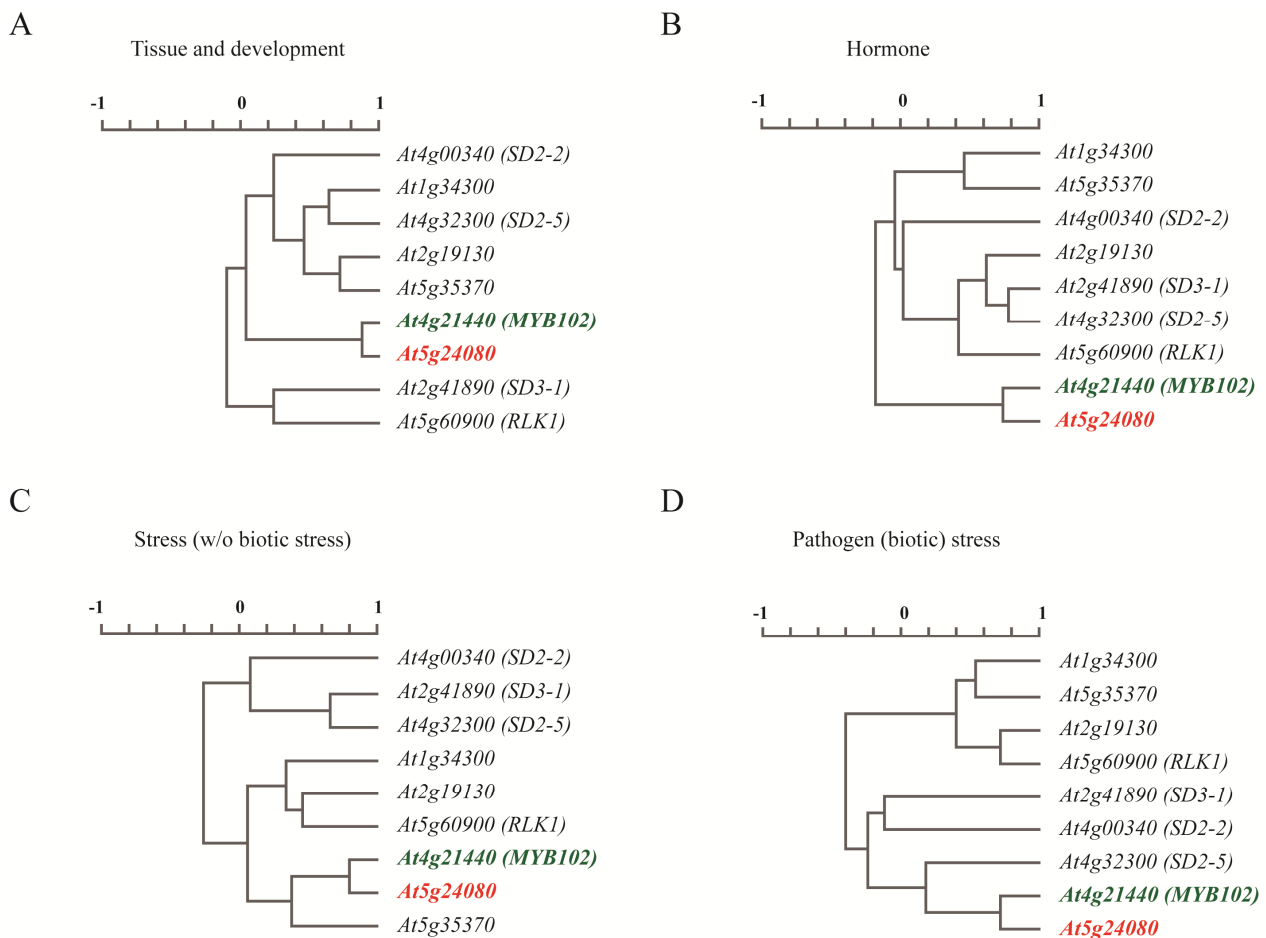 A
Tissue and development
-1 0 1
At4g00340 (SD2-2)
At1g34300
At4g32300 (SD2-5)
At2g19130
At5g35370
At4g21440 (MYB102)
At5g24080
At2g41890 (SD3-1)
At5g60900 (RLK1)
B
Hormone
-1 0 1
At1g34300
At5g35370
At4g00340 (SD2-2)
At2g19130
At2g41890 (SD3-1)
At4g32300 (SD2-5)
At5g60900 (RLK1)
At4g21440 (MYB102)
At5g24080
C
Stress (w/o biotic stress)
-1 0 1
At4g00340 (SD2-2)
At2g41890 (SD3-1)
At4g32300 (SD2-5)
At1g34300
At2g19130
At5g60900 (RLK1)
At4g21440 (MYB102)
At5g24080
At5g35370
D
Pathogen (biotic) stress
-1 0 1
At1g34300
At5g35370
At2g19130
At5g60900 (RLK1)
At2g41890 (SD3-1)
At4g00340 (SD2-2)
At4g32300 (SD2-5)
At4g21440 (MYB102)
At5g24080